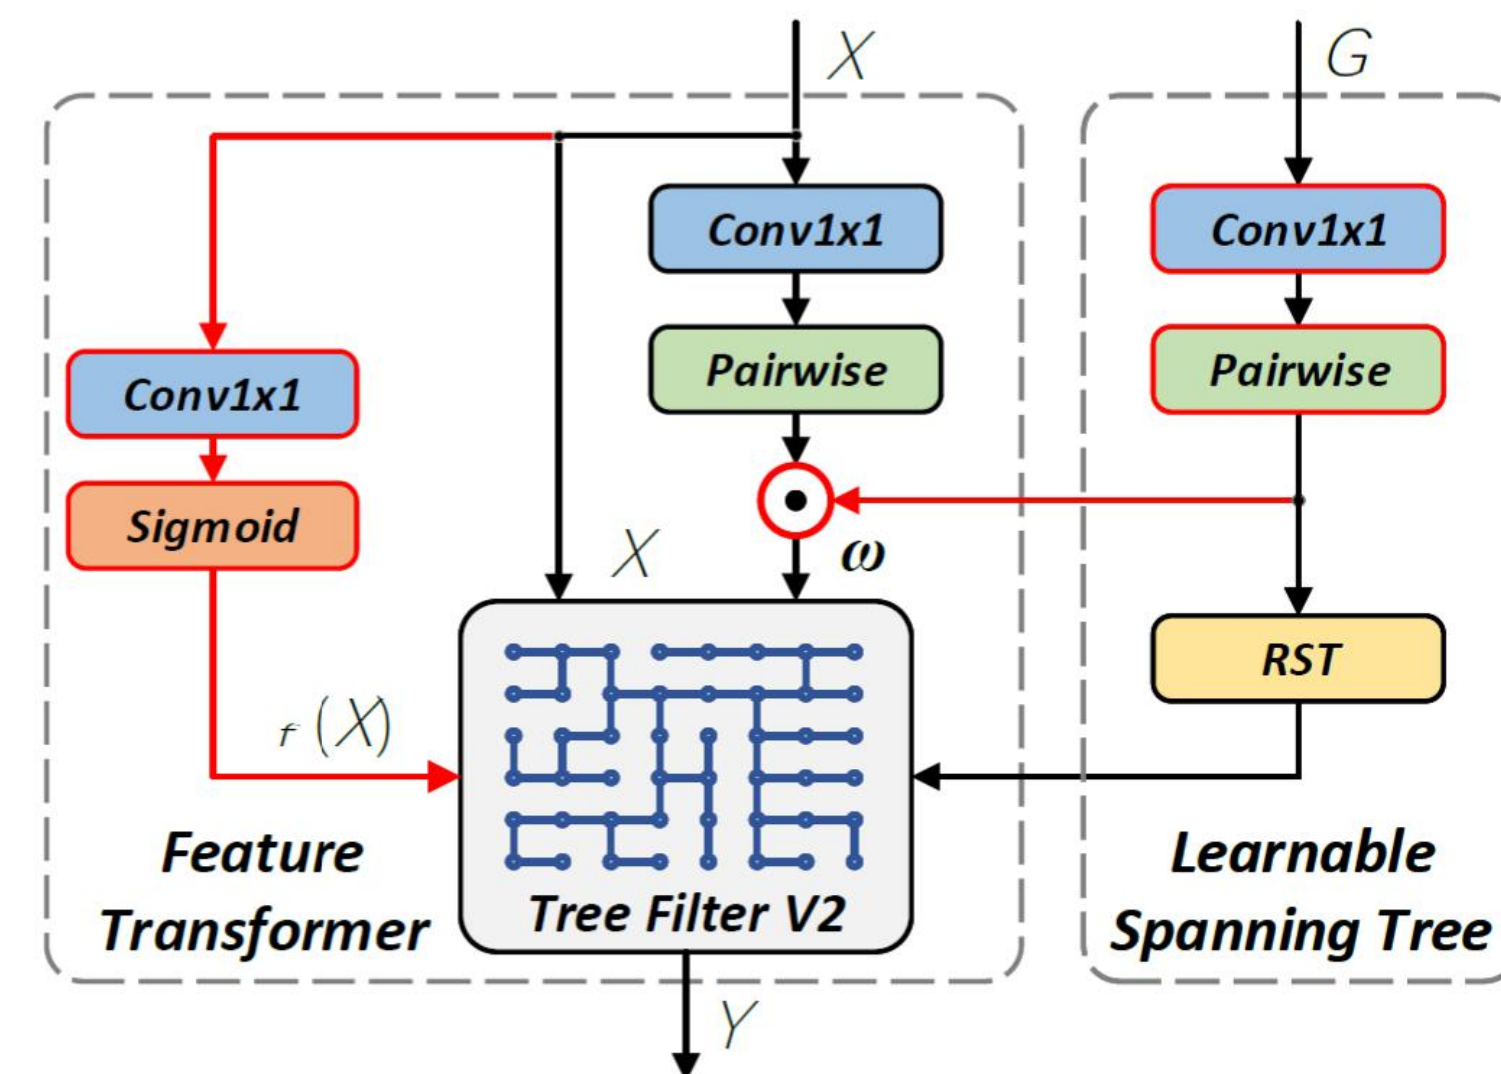 X
G
Conv1x1
Conv1x1
Pairwise
Pairwise
Conv1x1
Sigmoid
X
ω
RST
f (X)
Feature
Transformer
Tree Filter V2
Learnable
Spanning Tree
Y